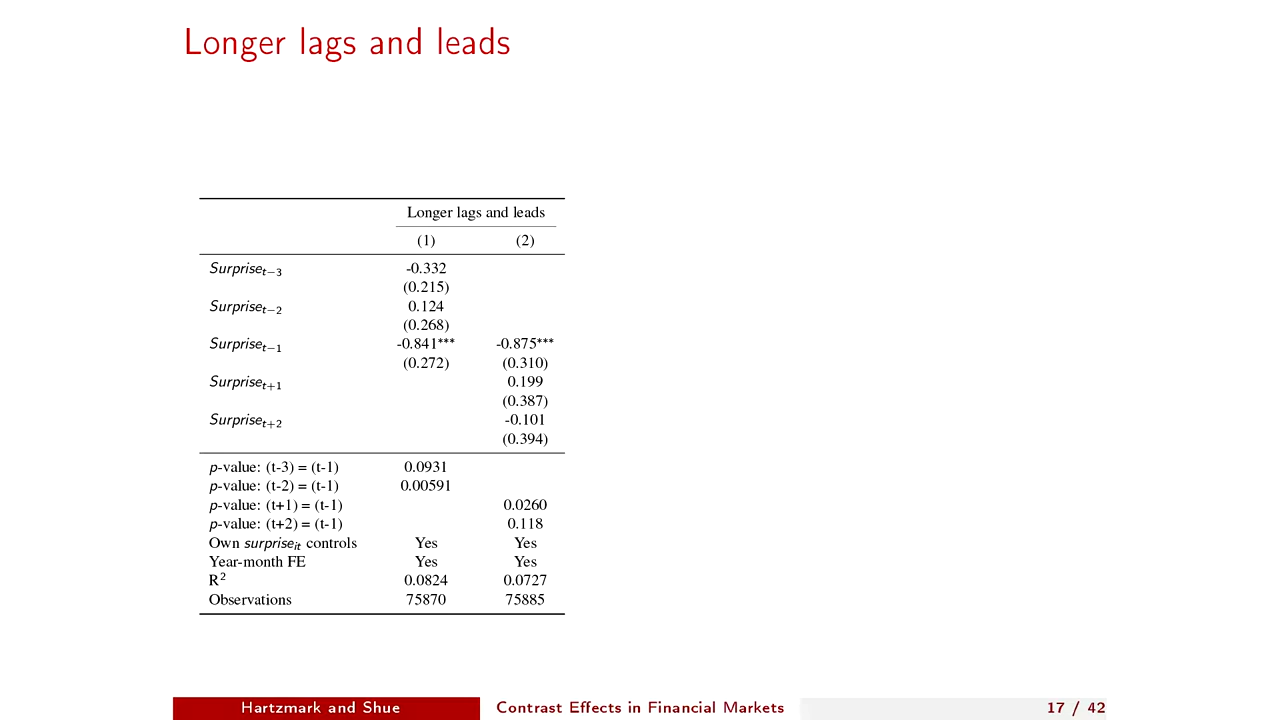 Longer lags and leads
Longer lags and leads
(1) (2)
Surprise_{t−3} -0.332
(0.215)
Surprise_{t−2} 0.124
(0.268)
Surprise_{t−1} -0.841*** -0.875***
(0.272) (0.310)
Surprise_{t+1} 0.199
(0.387)
Surprise_{t+2} -0.101
(0.394)
p-value: (t-3) = (t-1) 0.0931
p-value: (t-2) = (t-1) 0.00591
p-value: (t+1) = (t-1) 0.0260
p-value: (t+2) = (t-1) 0.118
Own surprise_{it} controls Yes Yes
Year-month FE Yes Yes
R² 0.0824 0.0727
Observations 75870 75885
Hartzmark and Shue Contrast Effects in Financial Markets 17 / 42